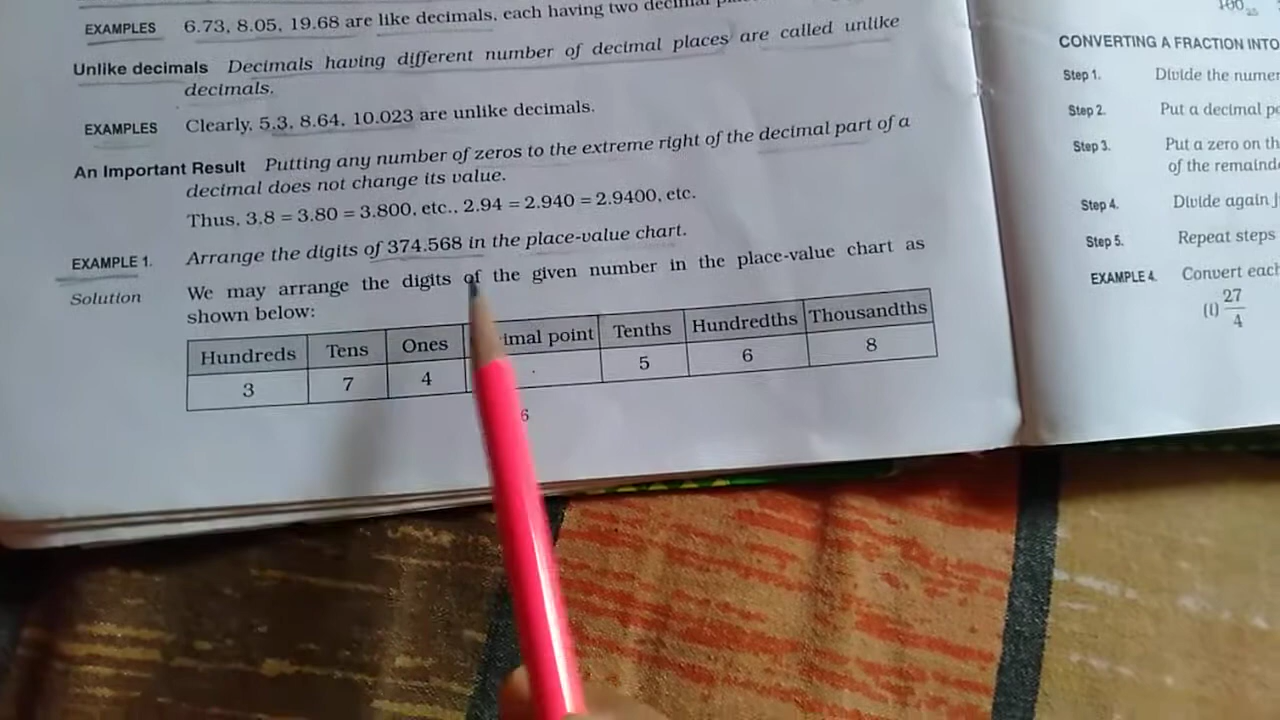 EXAMPLES 6.73, 8.05, 19.68 are like decimals, each having two decimal
Unlike decimals Decimals having different number of decimal places are called unlike
decimals.
EXAMPLES Clearly, 5.3, 8.64, 10.023 are unlike decimals.
An Important Result Putting any number of zeros to the extreme right of the decimal part of a
decimal does not change its value.
Thus, 3.8 = 3.80 = 3.800, etc., 2.94 = 2.940 = 2.9400, etc.
EXAMPLE 1. Arrange the digits of 374.568 in the place-value chart.
Solution We may arrange the digits of the given number in the place-value chart as
shown below:
Hundreds Tens Ones imal point Tenths Hundredths Thousandths
3 7 4 . 5 6 8
6
CONVERTING A FRACTION INTO
Step 1. Divide the numer
Step 2. Put a decimal p
Step 3. Put a zero on th
of the remaind
Step 4. Divide again
Step 5. Repeat steps
EXAMPLE 4. Convert each
(i) 27/4